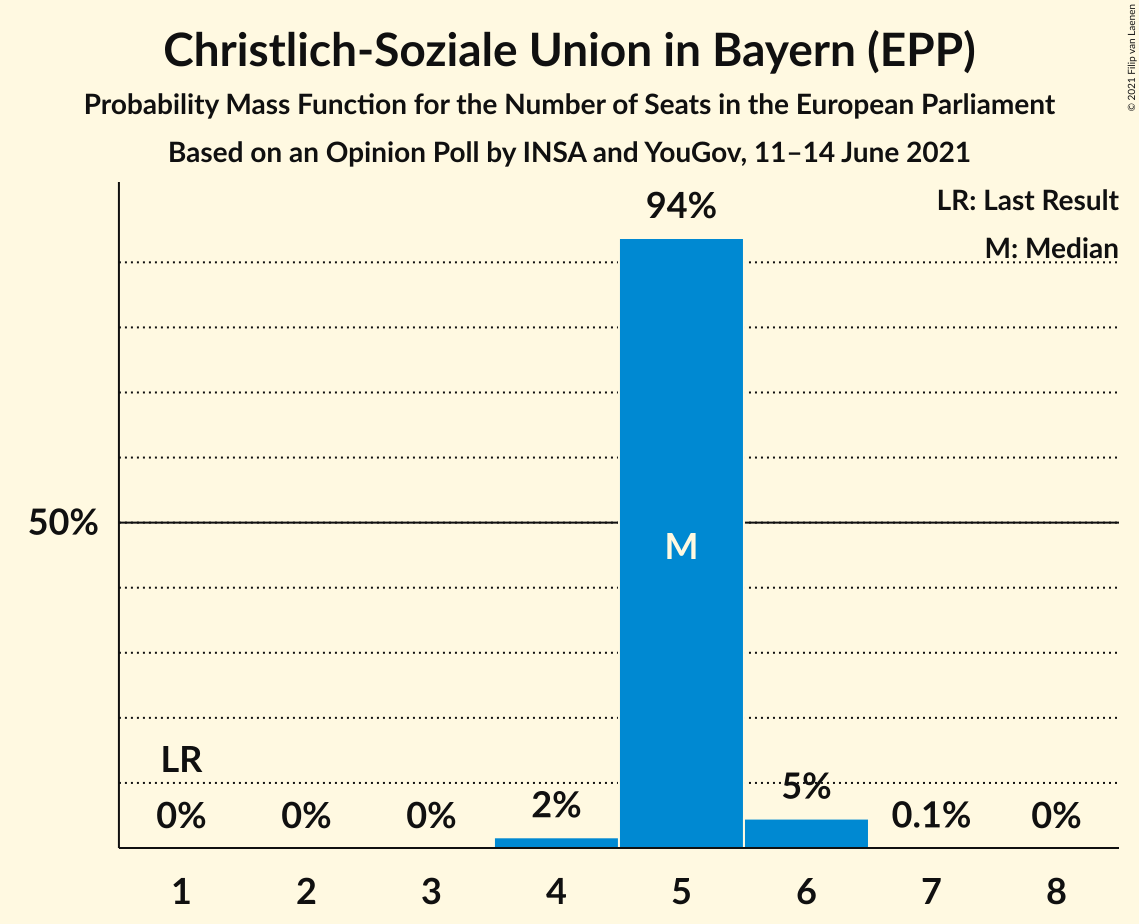 Christlich-Soziale Union in Bayern (EPP)
Probability Mass Function for the Number of Seats in the European Parliament
Based on an Opinion Poll by INSA and YouGov, 11–14 June 2021
© 2021 Filip van Laenen
LR: Last Result
M: Median
94%
50%
M
LR
0% 0% 0% 2% 5% 0.1% 0%
1 2 3 4 5 6 7 8